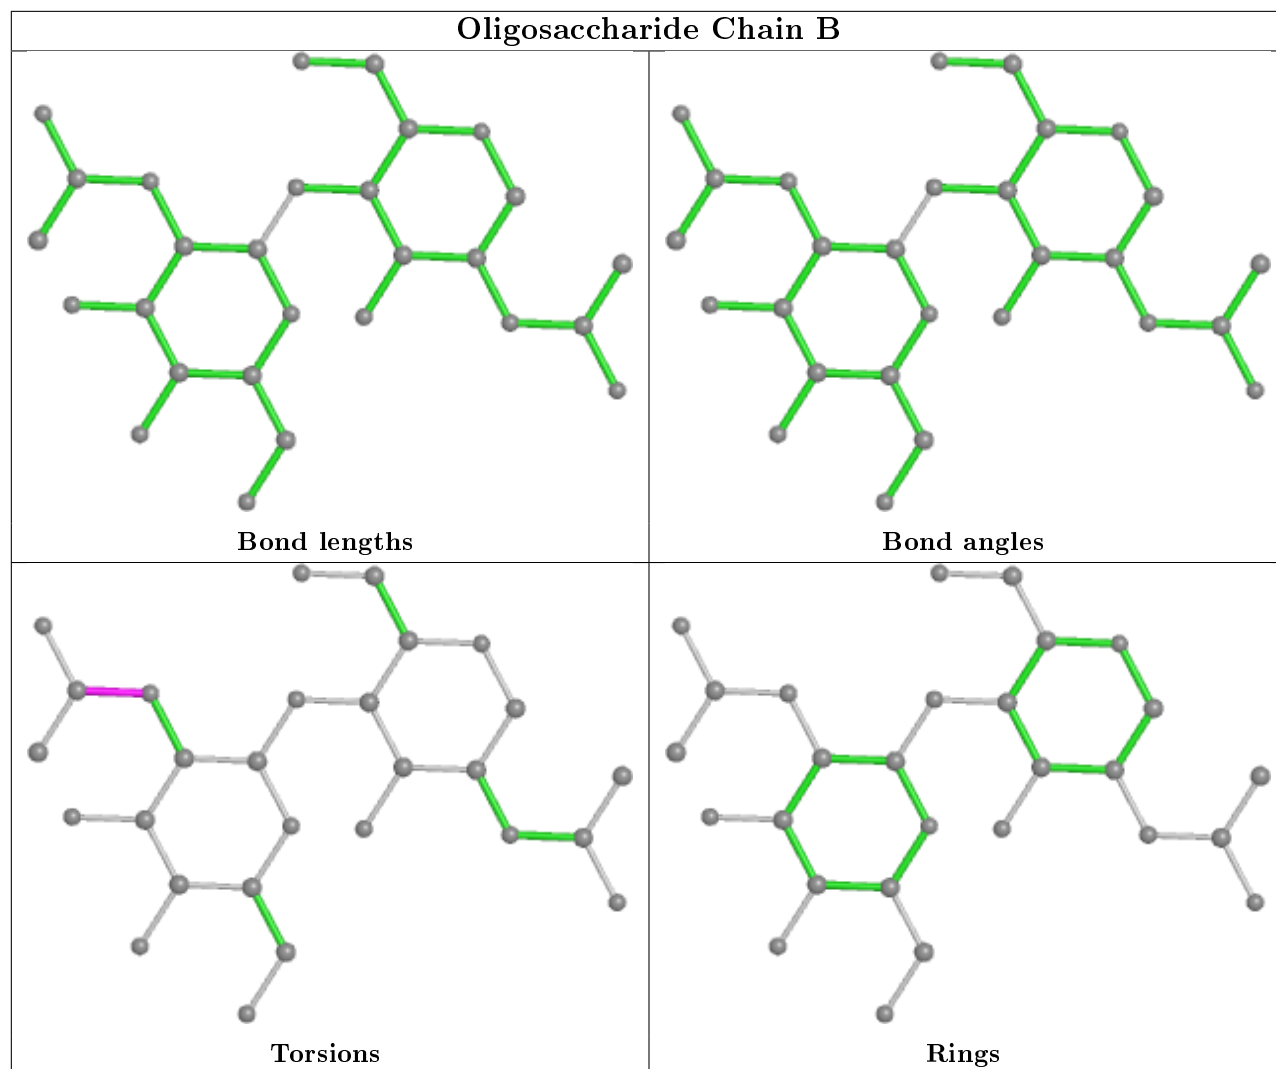 Oligosaccharide Chain B
Bond lengths
Bond angles
Torsions
Rings